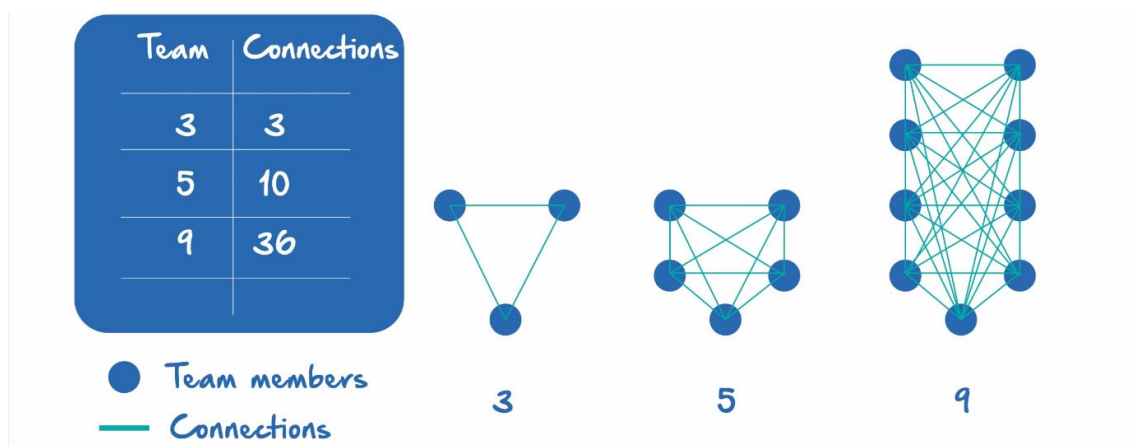 Team Connections
3 3
5 10
9 36
Team members
Connections
3 5 9